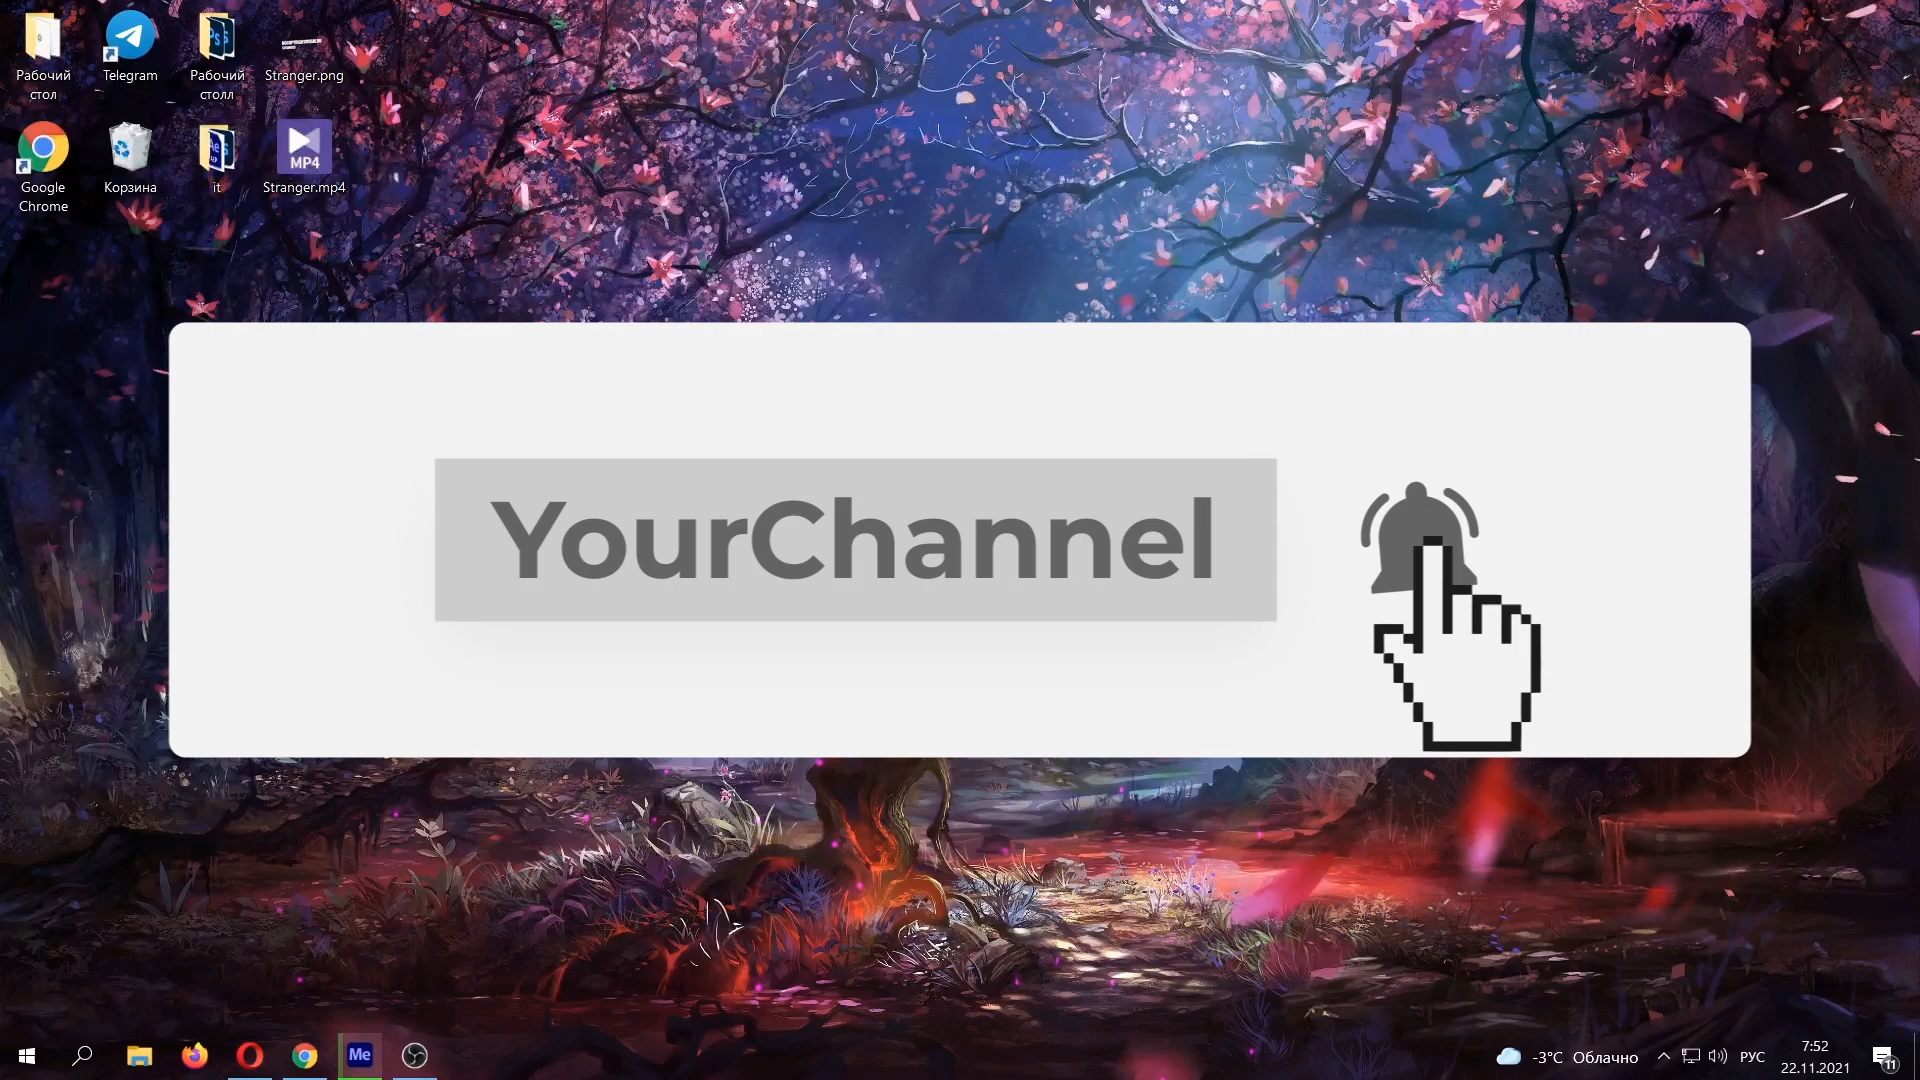 Рабочий
стол
Telegram
Рабочий
столл
Stranger.png
Google
Chrome
Корзина
it
MP4
Stranger.mp4
YourChannel
Me
-3°C Облачно
РУС
7:52
22.11.2021
11